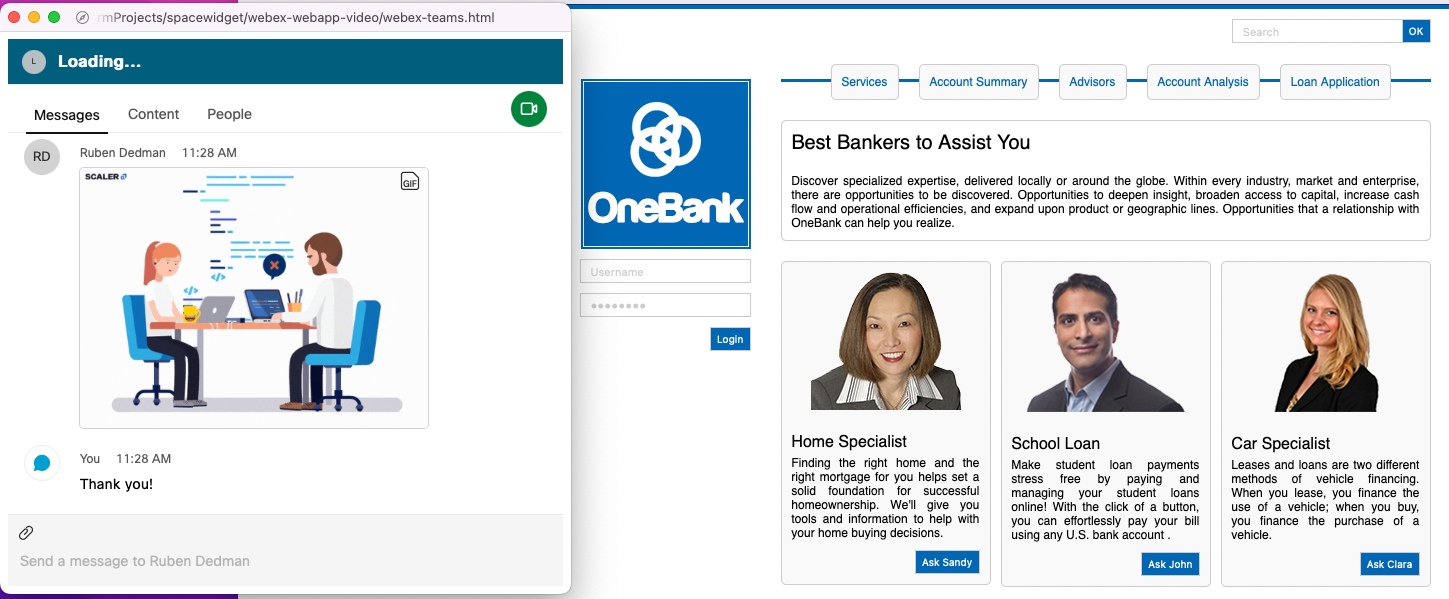 rmProjects/spacewidget/webex-webapp-video/webex-teams.html
L
Loading...
Messages
Content
People
RD
Ruben Dedman
11:28 AM
SCALER
GIF
You
11:28 AM
Thank you!
Send a message to Ruben Dedman
Search
OK
Services
Account Summary
Advisors
Account Analysis
Loan Application
OneBank
Username
Login
Best Bankers to Assist You
Discover specialized expertise, delivered locally or around the globe. Within every industry, market and enterprise,
there are opportunities to be discovered. Opportunities to deepen insight, broaden access to capital, increase cash
flow and operational efficiencies, and expand upon product or geographic lines. Opportunities that a relationship with
OneBank can help you realize.
Home Specialist
Finding the right home and the
right mortgage for you helps set a
solid foundation for successful
homeownership. We'll give you
tools and information to help with
your home buying decisions.
Ask Sandy
School Loan
Make student loan payments
stress free by paying and
managing your student loans
online! With the click of a button,
you can effortlessly pay your bill
using any U.S. bank account .
Ask John
Car Specialist
Leases and loans are two different
methods of vehicle financing.
When you lease, you finance the
use of a vehicle; when you buy,
you finance the purchase of a
vehicle.
Ask Clara